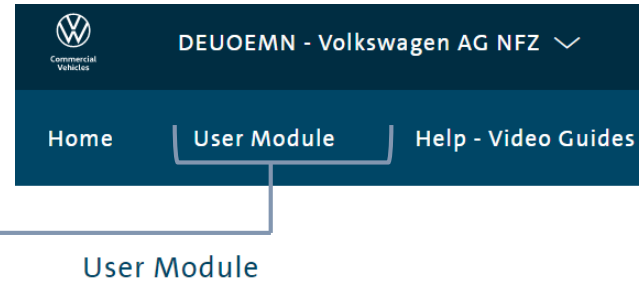 Commercial
Vehicles
DEUOEMN - Volkswagen AG NFZ
Home User Module Help - Video Guides
User Module